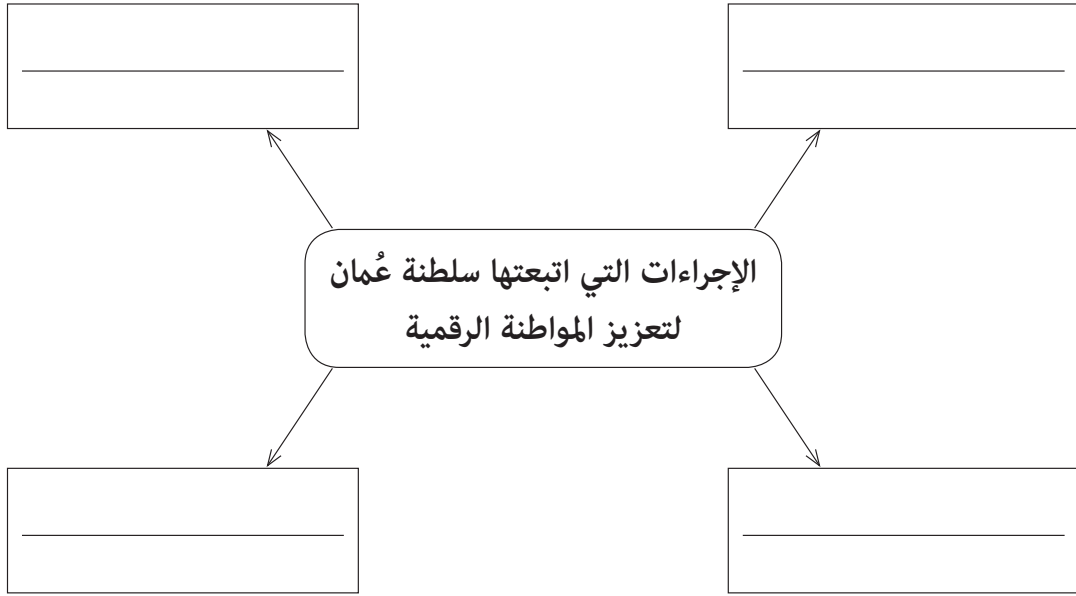 الإجراءات التي اتبعتها سلطنة عُمان
لتعزيز المواطنة الرقمية